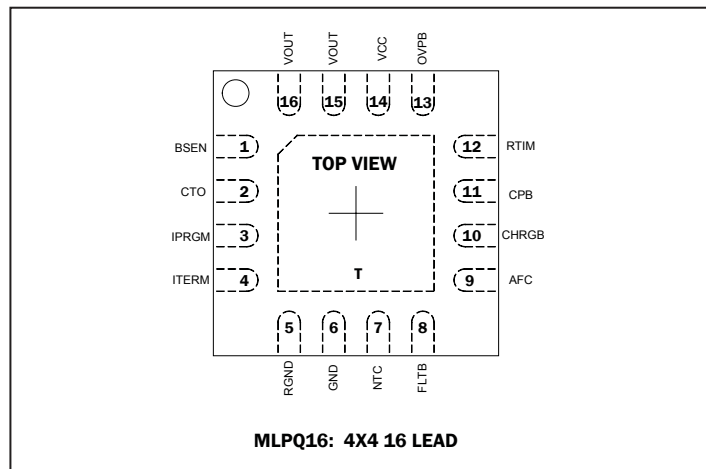 VOUT VOUT VCC OVPB
16 15 14 13
BSEN 1 12 RTIM
TOP VIEW
CTO 2 11 CPB
IPRGM 3 10 CHRGB
ITERM 4 T 9 AFC
5 6 7 8
RGND GND NTC FLTB
MLPQ16: 4X4 16 LEAD